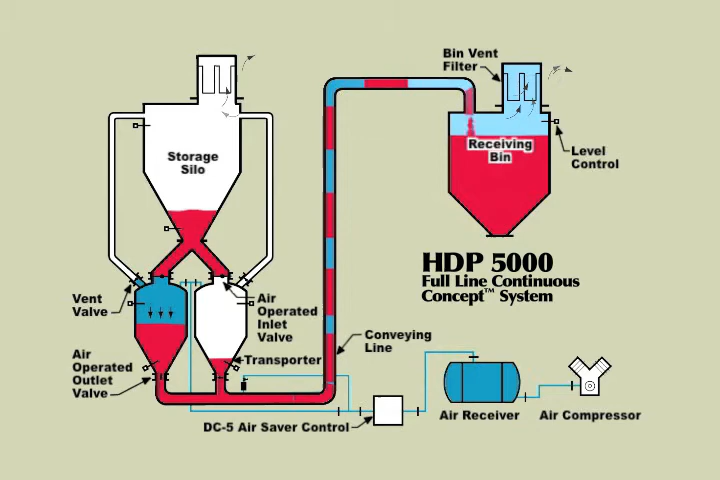 Bin Vent
Filter
Storage
Silo
Receiving
Bin
Level
Control
HDP 5000
Full Line Continuous
Concept™ System
Vent
Valve
Air
Operated
Inlet
Valve
Air
Operated
Outlet
Valve
Transporter
Conveying
Line
DC-5 Air Saver Control
Air Receiver
Air Compressor